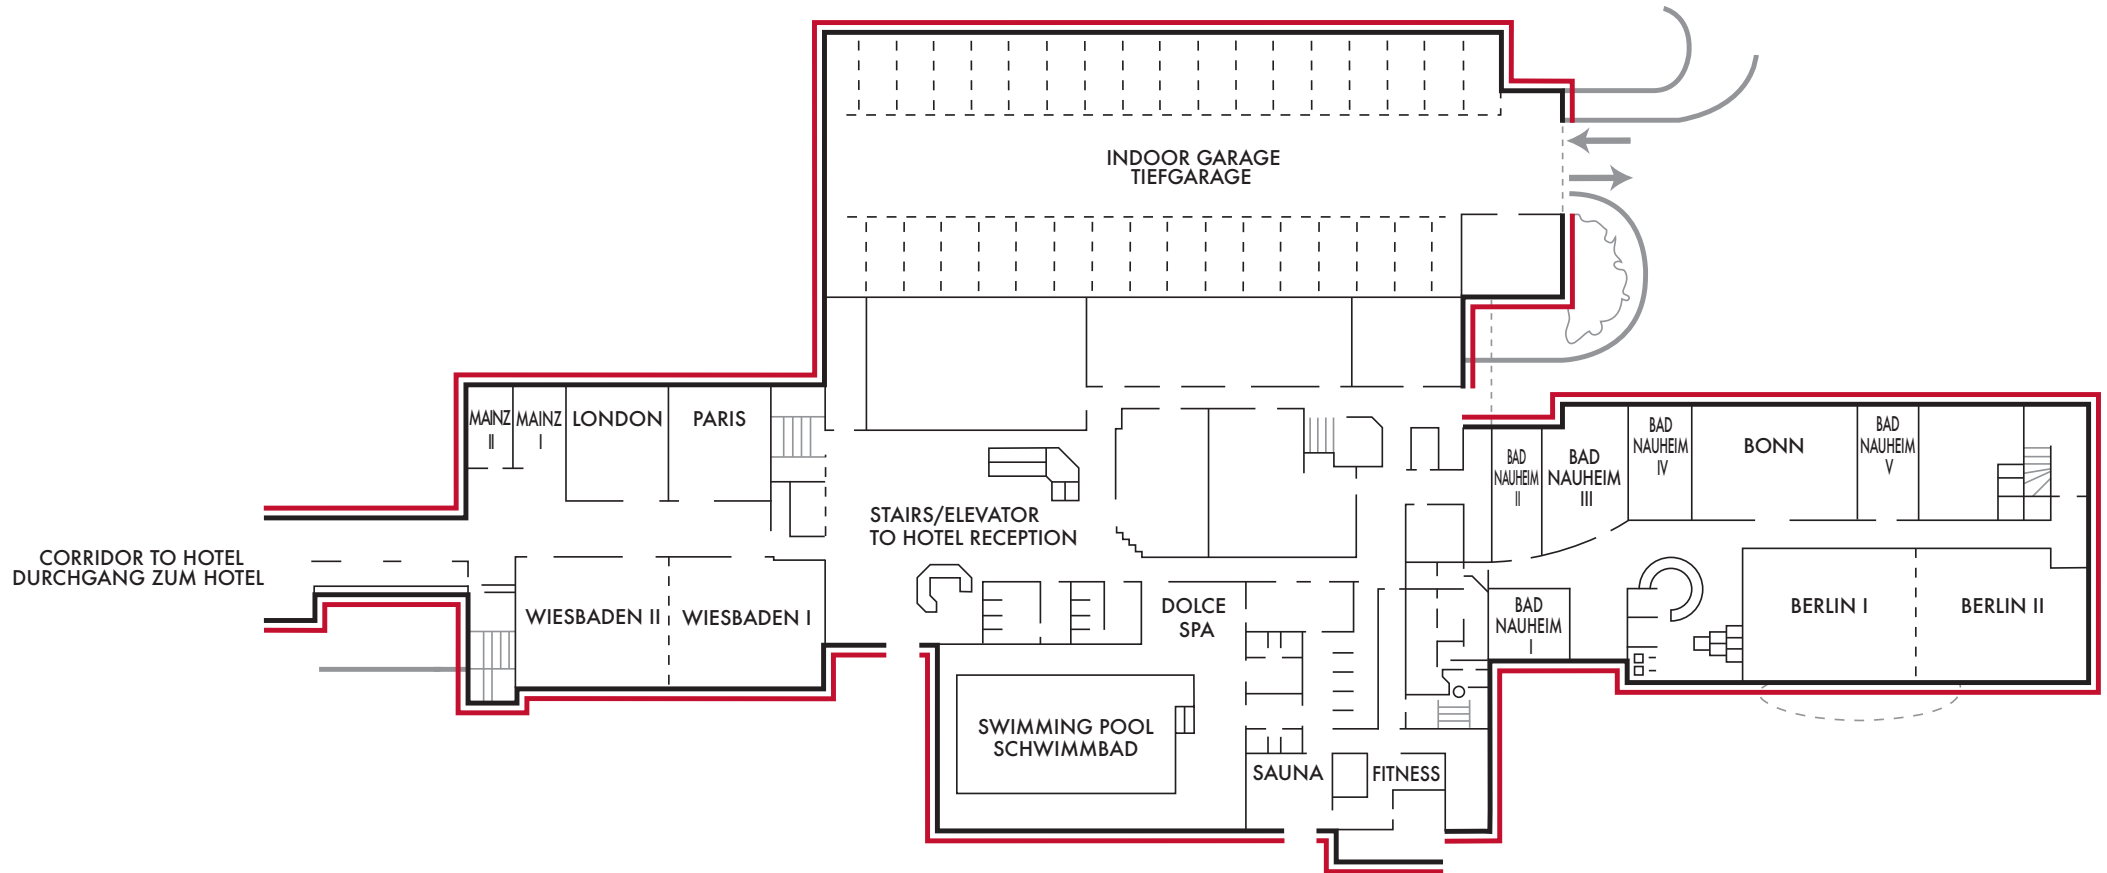 INDOOR GARAGE
TIEFGARAGE
MAINZ
II
MAINZ
I
LONDON
PARIS
BAD
NAUHEIM
II
BAD
NAUHEIM
III
BAD
NAUHEIM
IV
BONN
BAD
NAUHEIM
V
STAIRS/ELEVATOR
TO HOTEL RECEPTION
CORRIDOR TO HOTEL
DURCHGANG ZUM HOTEL
WIESBADEN II
WIESBADEN I
DOLCE
SPA
BAD
NAUHEIM
I
BERLIN I
BERLIN II
SWIMMING POOL
SCHWIMMBAD
SAUNA
FITNESS